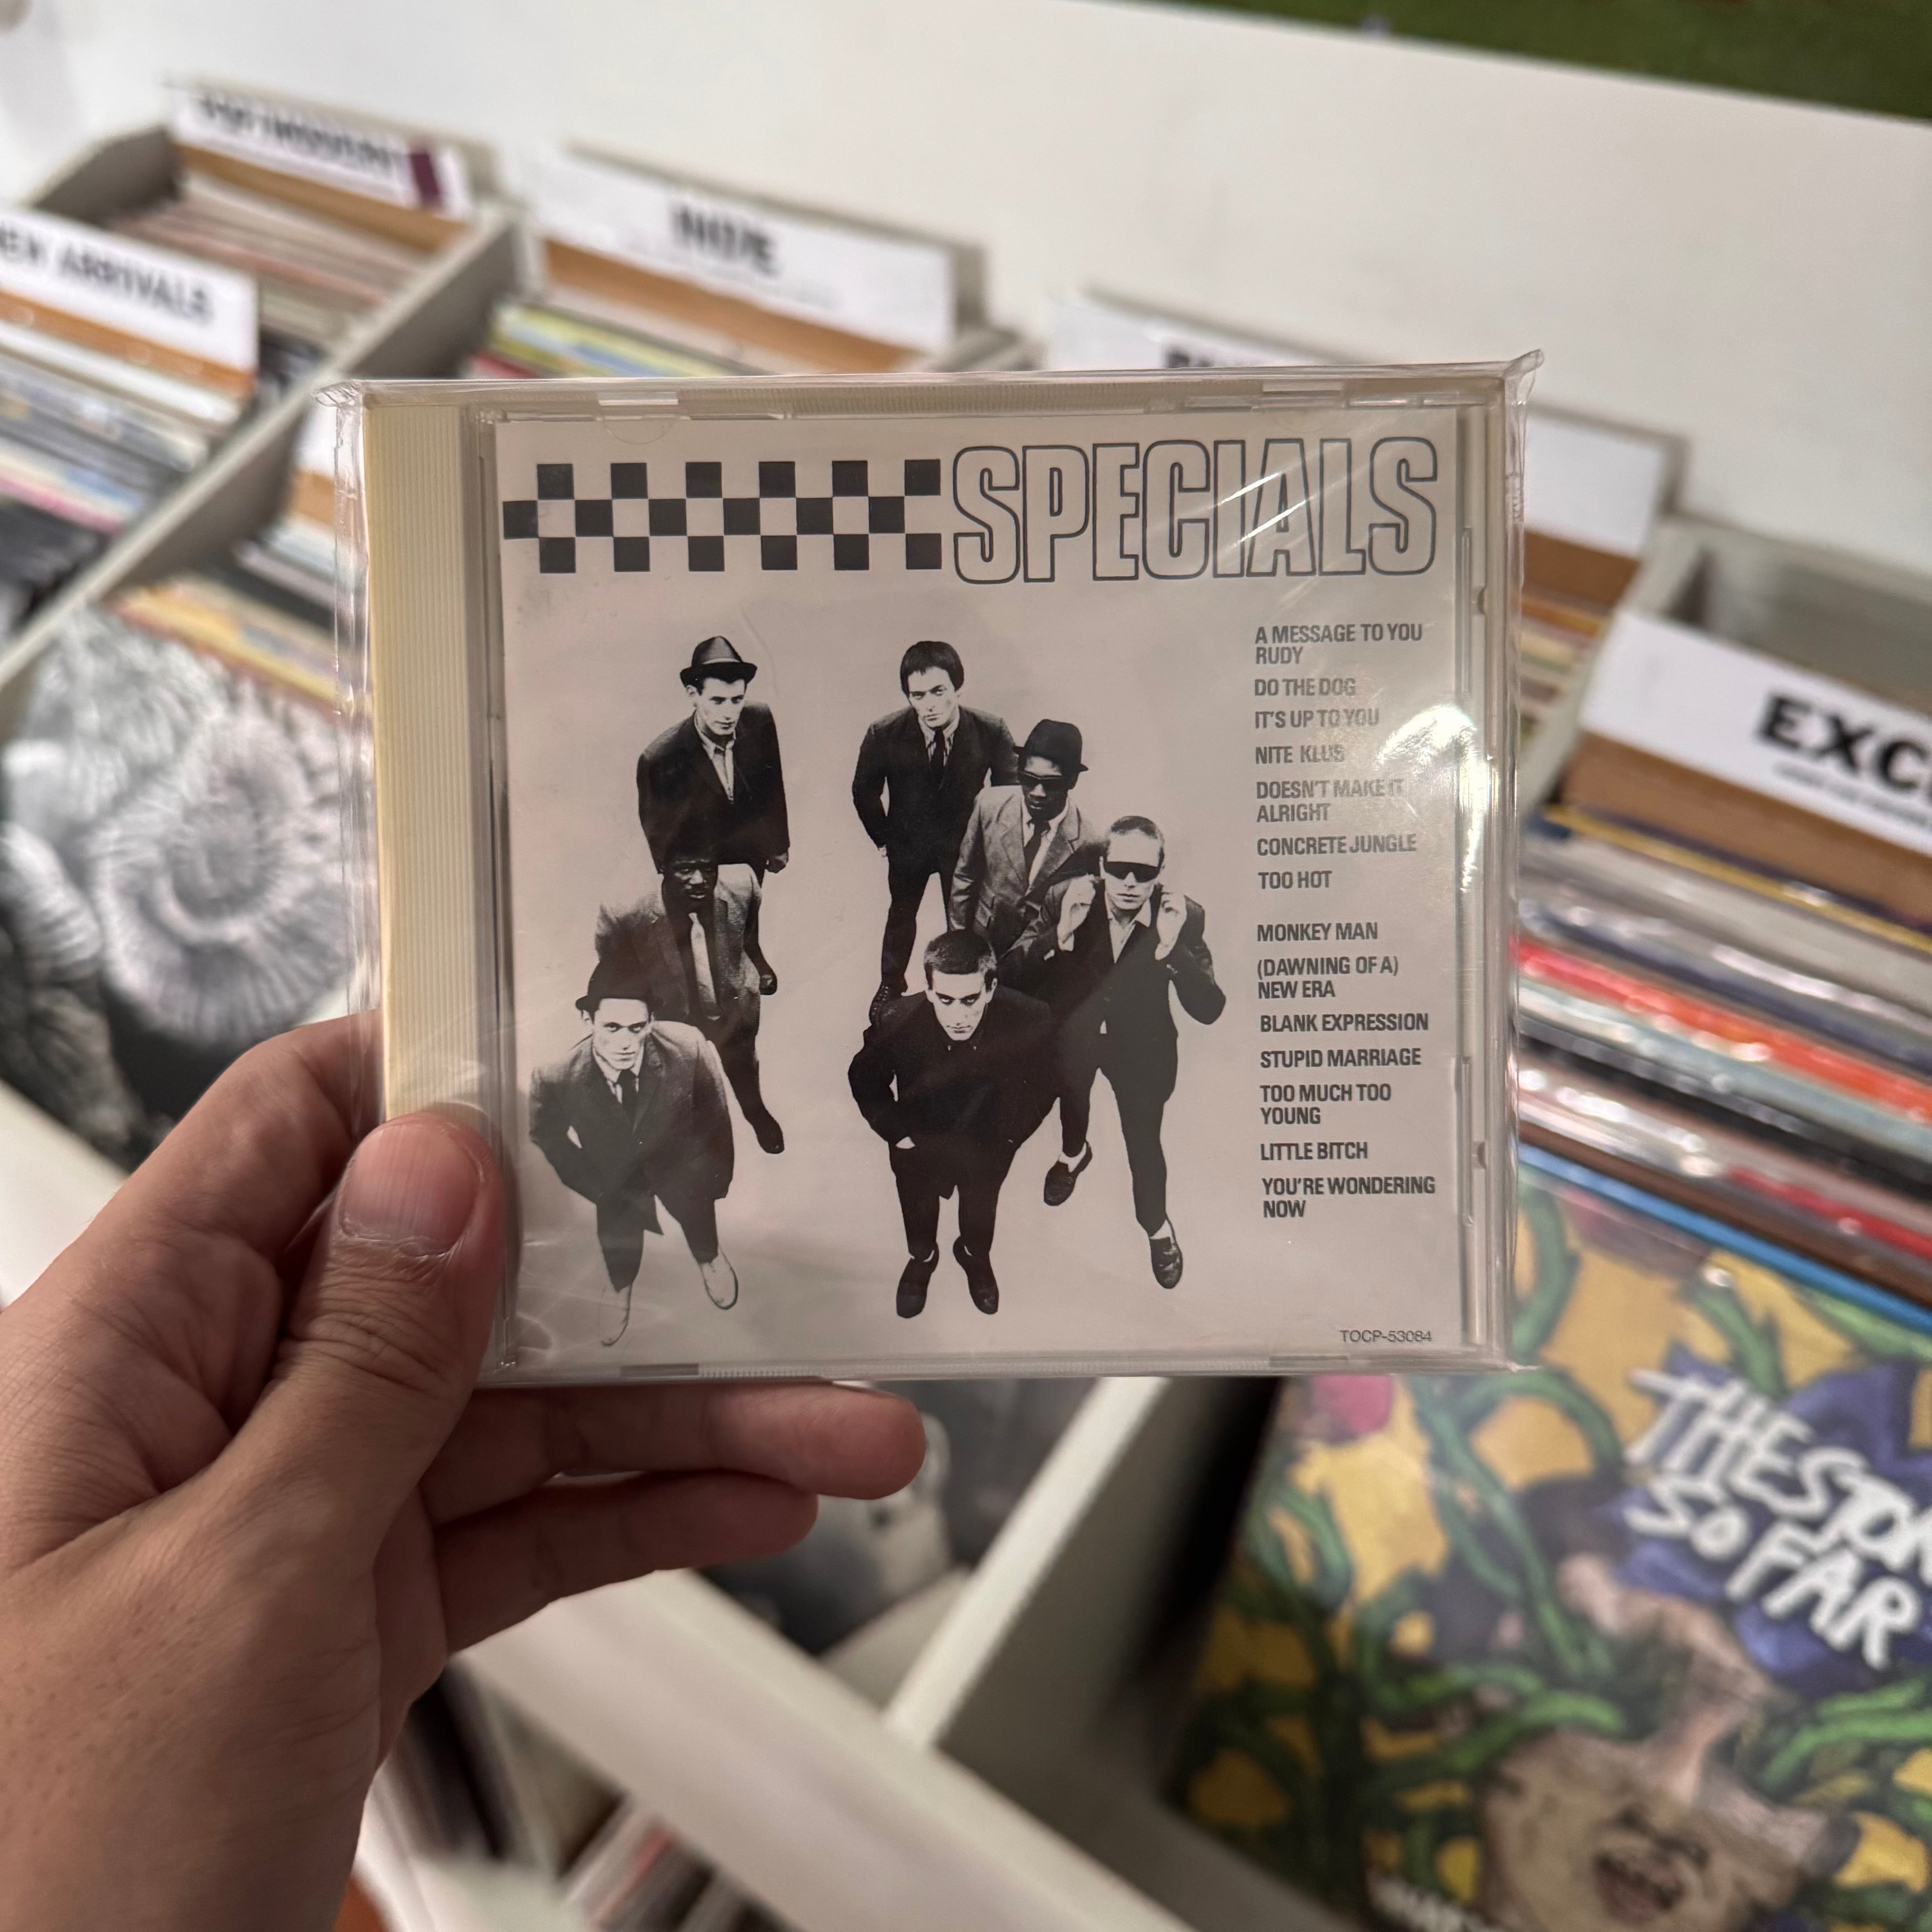 NEW ARRIVALS
EXC
SPECIALS
A MESSAGE TO YOU
RUDY
DO THE DOG
IT'S UP TO YOU
NITE KLUB
DOESN'T MAKE IT
ALRIGHT
CONCRETE JUNGLE
TOO HOT
MONKEY MAN
(DAWNING OF A)
NEW ERA
BLANK EXPRESSION
STUPID MARRIAGE
TOO MUCH TOO
YOUNG
LITTLE BITCH
YOU'RE WONDERING
NOW
TOCP-53084
THE
SO FAR